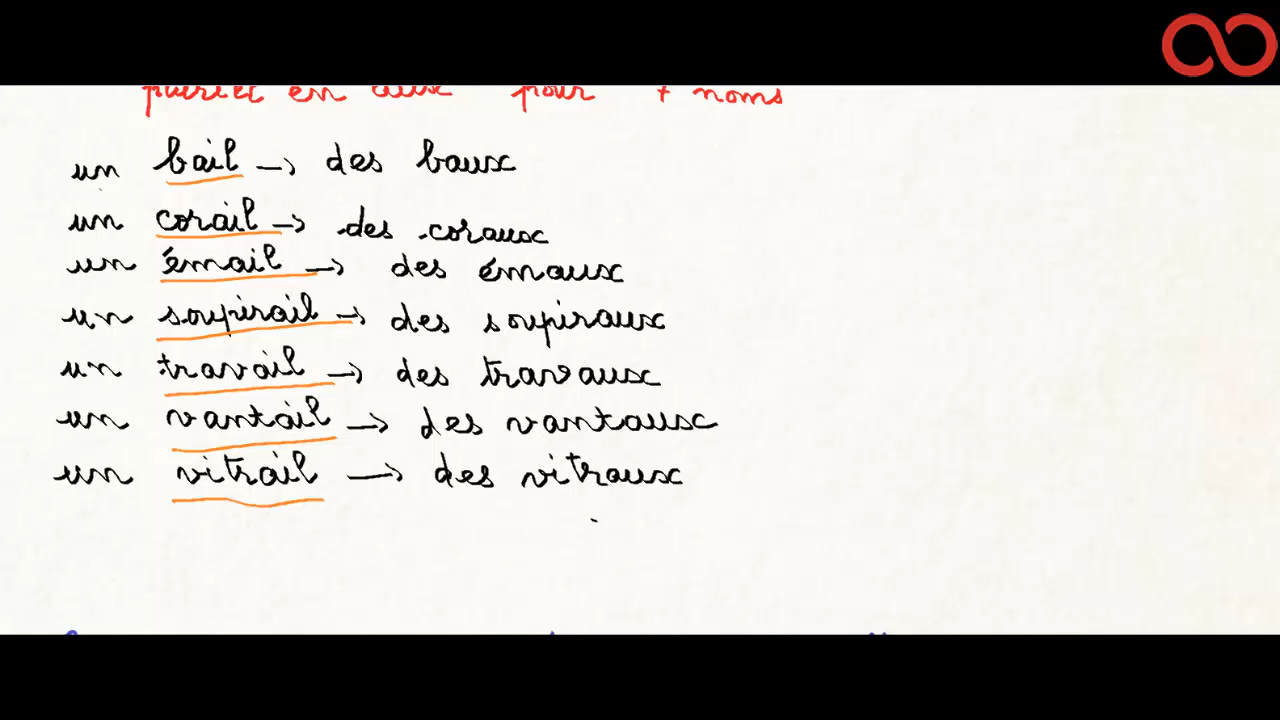 en aux pour 7 noms
un bail → des baux
un corail → des coraux
un émail → des émaux
un soupirail → des soupiraux
un travail → des travaux
un vantail → des vantaux
un vitrail → des vitraux